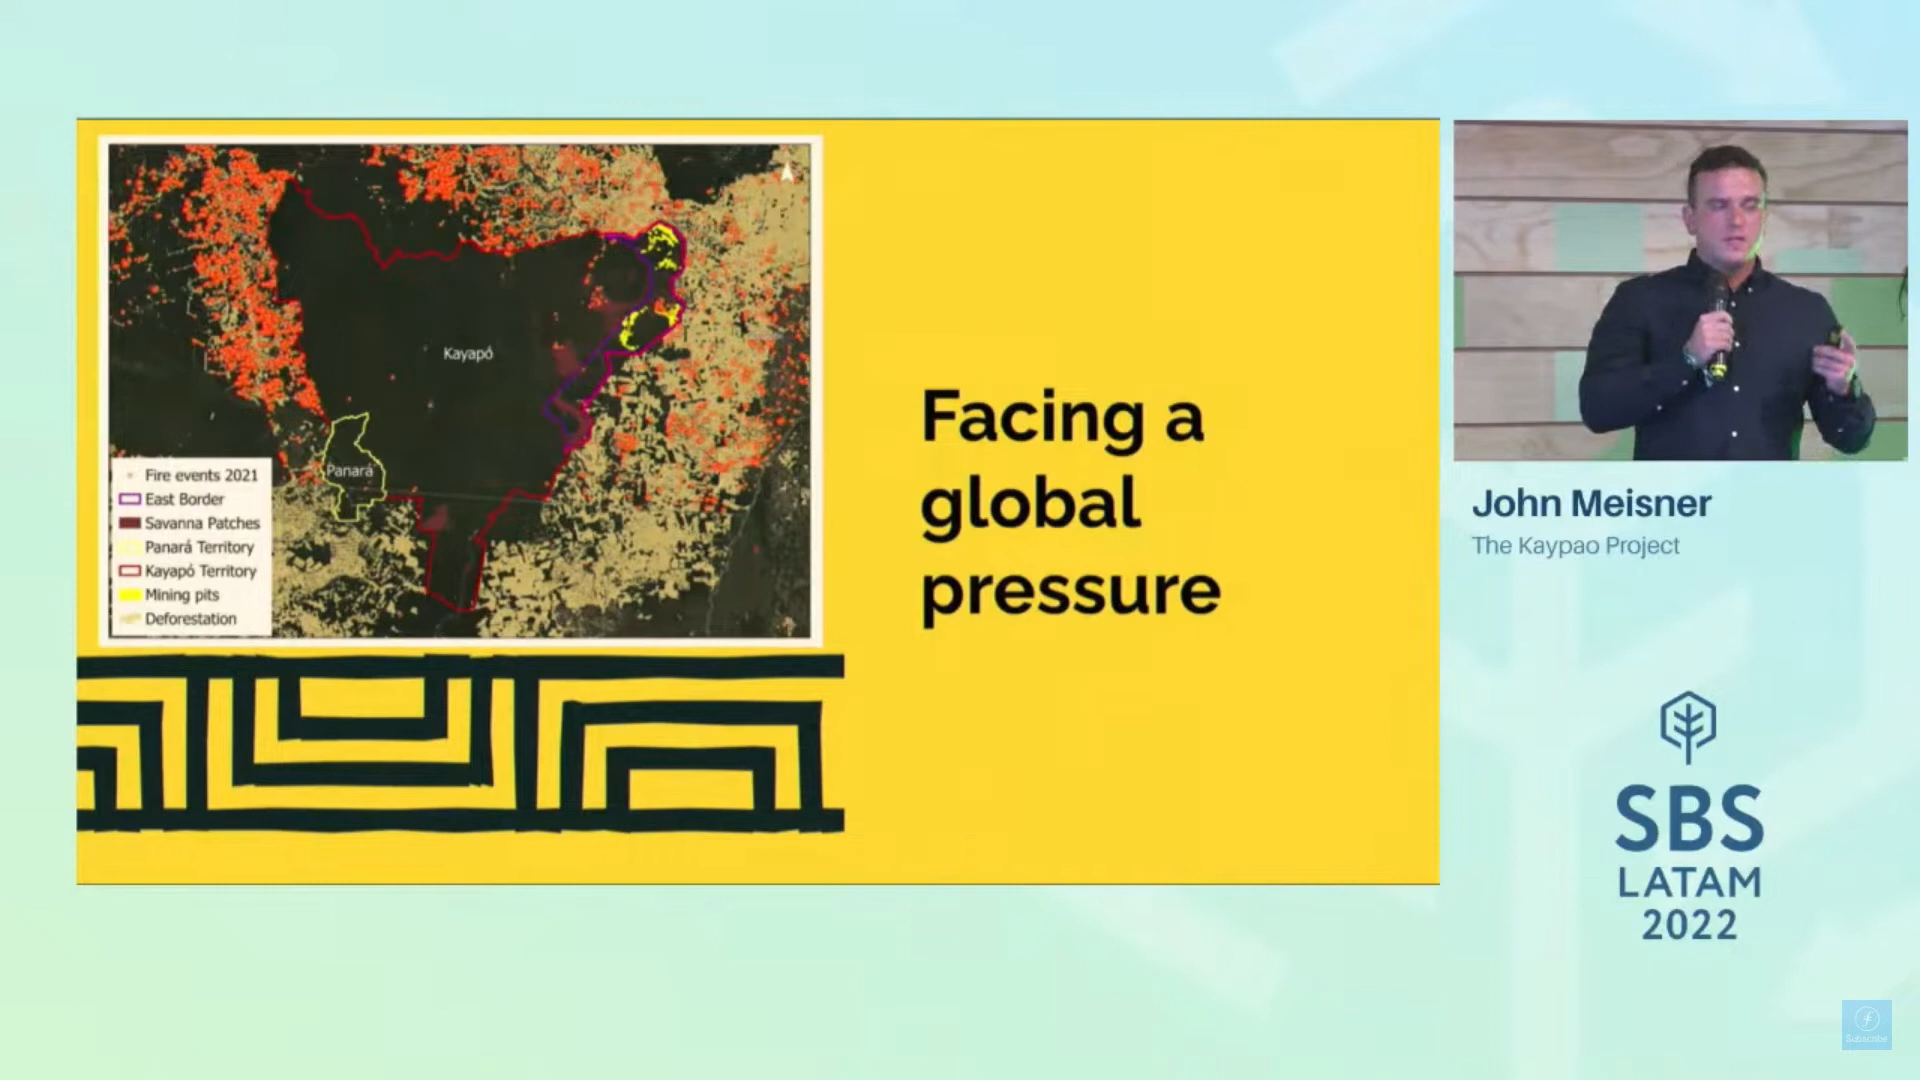 Kayapó
Panará
Fire events 2021
East Border
Savanna Patches
Panará Territory
Kayapó Territory
Mining pits
Deforestation
Facing a
global
pressure
John Meisner
The Kaypao Project
SBS
LATAM
2022
Subscribe